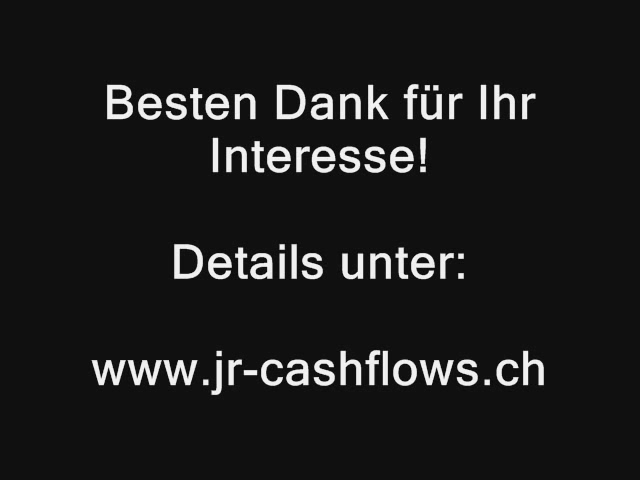 Besten Dank für Ihr
Interesse!
Details unter:
www.jr-cashflows.ch